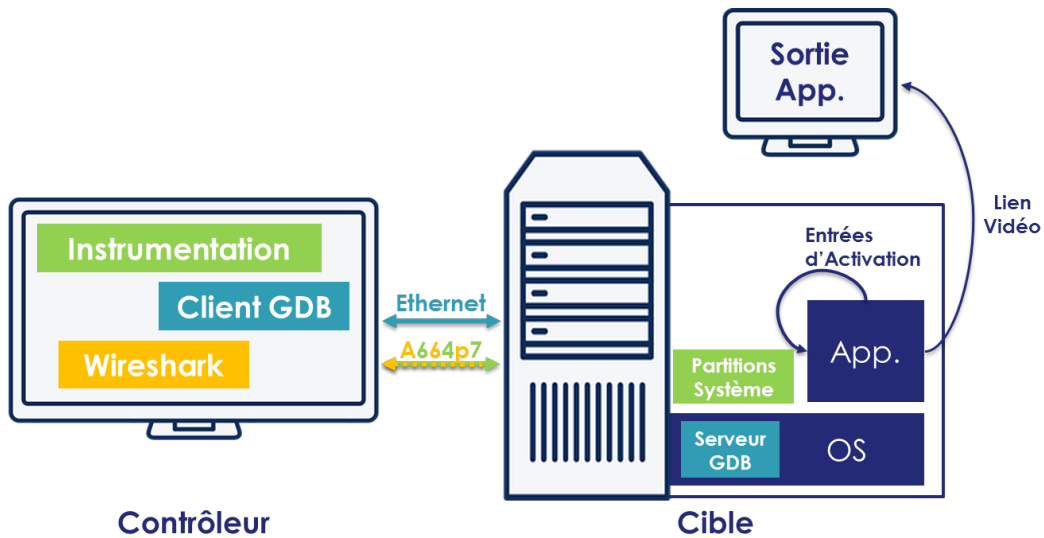 Sortie
App.
Lien
Vidéo
Instrumentation
Client GDB
Wireshark
Ethernet
A664p7
Entrées
d’Activation
App.
Partitions
Système
Serveur
GDB
OS
Contrôleur
Cible